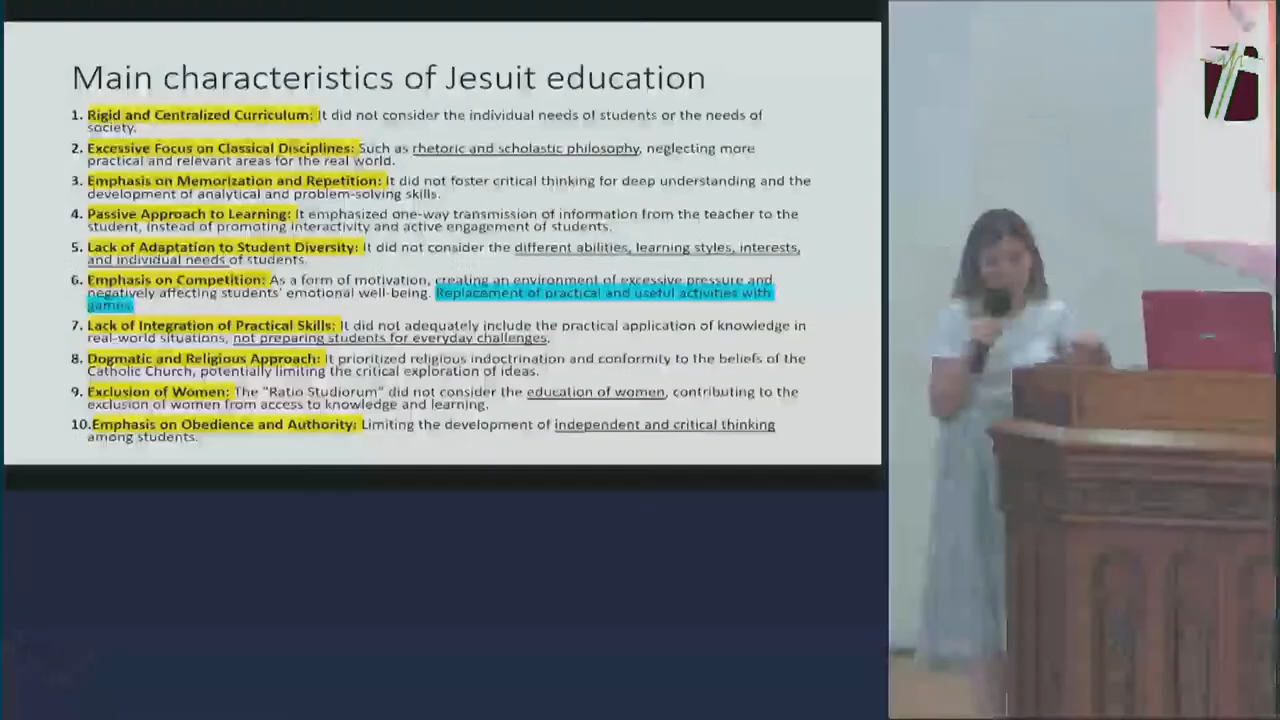 Main characteristics of Jesuit education
1. Rigid and Centralized Curriculum: It did not consider the individual needs of students or the needs of
society.
2. Excessive Focus on Classical Disciplines: Such as rhetoric and scholastic philosophy, neglecting more
practical and relevant areas for the real world.
3. Emphasis on Memorization and Repetition: It did not foster critical thinking for deep understanding and the
development of analytical and problem-solving skills.
4. Passive Approach to Learning: It emphasized one-way transmission of information from the teacher to the
student, instead of promoting interactivity and active engagement of students.
5. Lack of Adaptation to Student Diversity: It did not consider the different abilities, learning styles, interests,
and individual needs of students.
6. Emphasis on Competition: As a form of motivation, creating an environment of excessive pressure and
negatively affecting students' emotional well-being. Replacement of practical and useful activities with
games.
7. Lack of Integration of Practical Skills: It did not adequately include the practical application of knowledge in
real-world situations, not preparing students for everyday challenges.
8. Dogmatic and Religious Approach: It prioritized religious indoctrination and conformity to the beliefs of the
Catholic Church, potentially limiting the critical exploration of ideas.
9. Exclusion of Women: The "Ratio Studiorum" did not consider the education of women, contributing to the
exclusion of women from access to knowledge and learning.
10.Emphasis on Obedience and Authority: Limiting the development of independent and critical thinking
among students.